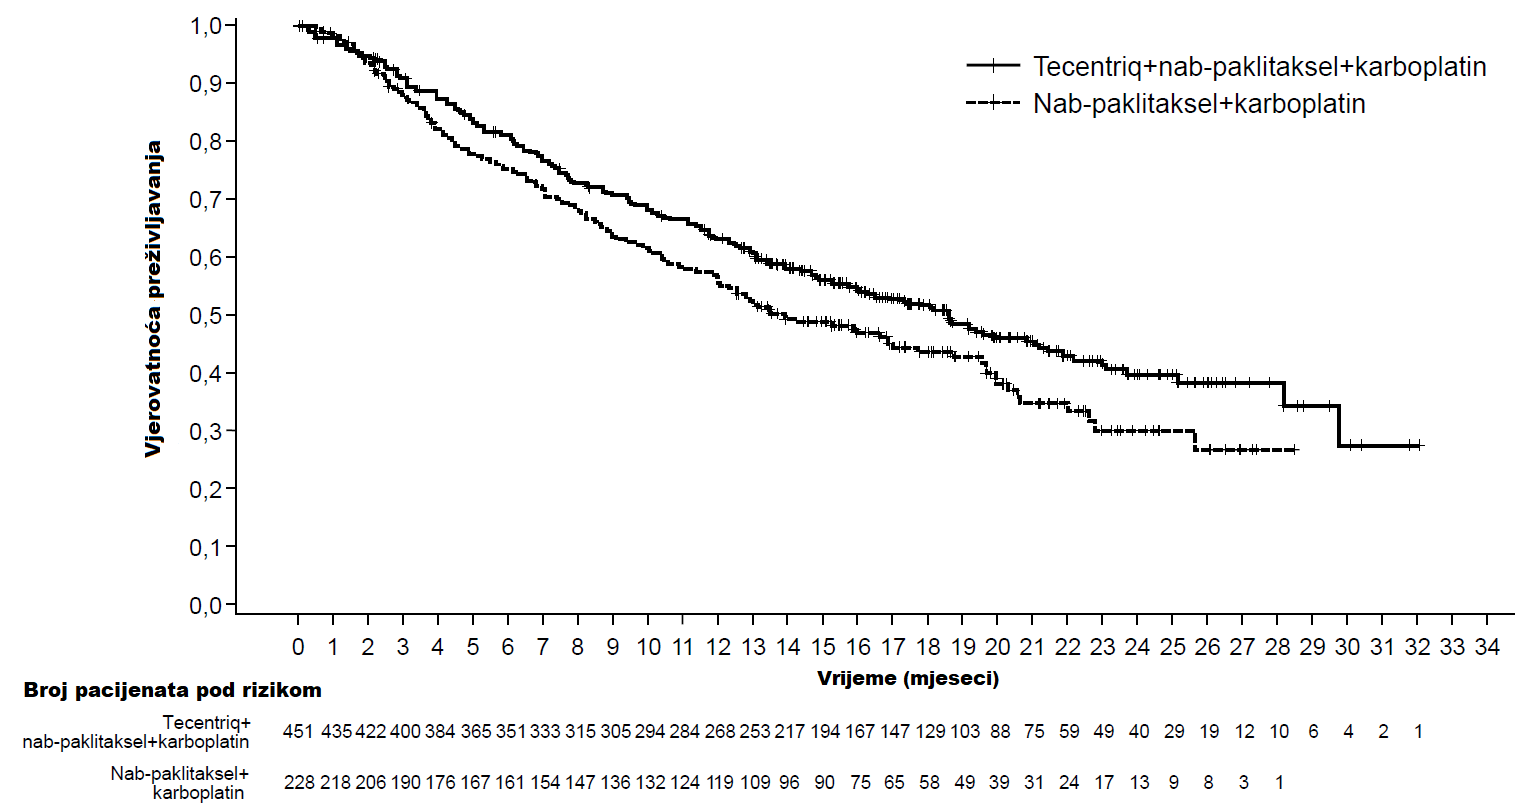 1,0
0,9
0,8
0,7
0,6
0,5
0,4
0,3
0,2
0,1
0,0
Vjerovatnoća preživljavanja
Tecentriq+nab-paklitaksel+karboplatin
Nab-paklitaksel+karboplatin
0 1 2 3 4 5 6 7 8 9 10 11 12 13 14 15 16 17 18 19 20 21 22 23 24 25 26 27 28 29 30 31 32 33 34
Vrijeme (mjeseci)
Broj pacijenata pod rizikom
Tecentriq+
nab-paklitaksel+karboplatin 451 435 422 400 384 365 351 333 315 305 294 284 268 253 217 194 167 147 129 103 88 75 59 49 40 29 19 12 10 6 4 2 1
Nab-paklitaksel+
karboplatin 228 218 206 190 176 167 161 154 147 136 132 124 119 109 96 90 75 65 58 49 39 31 24 17 13 9 8 3 1